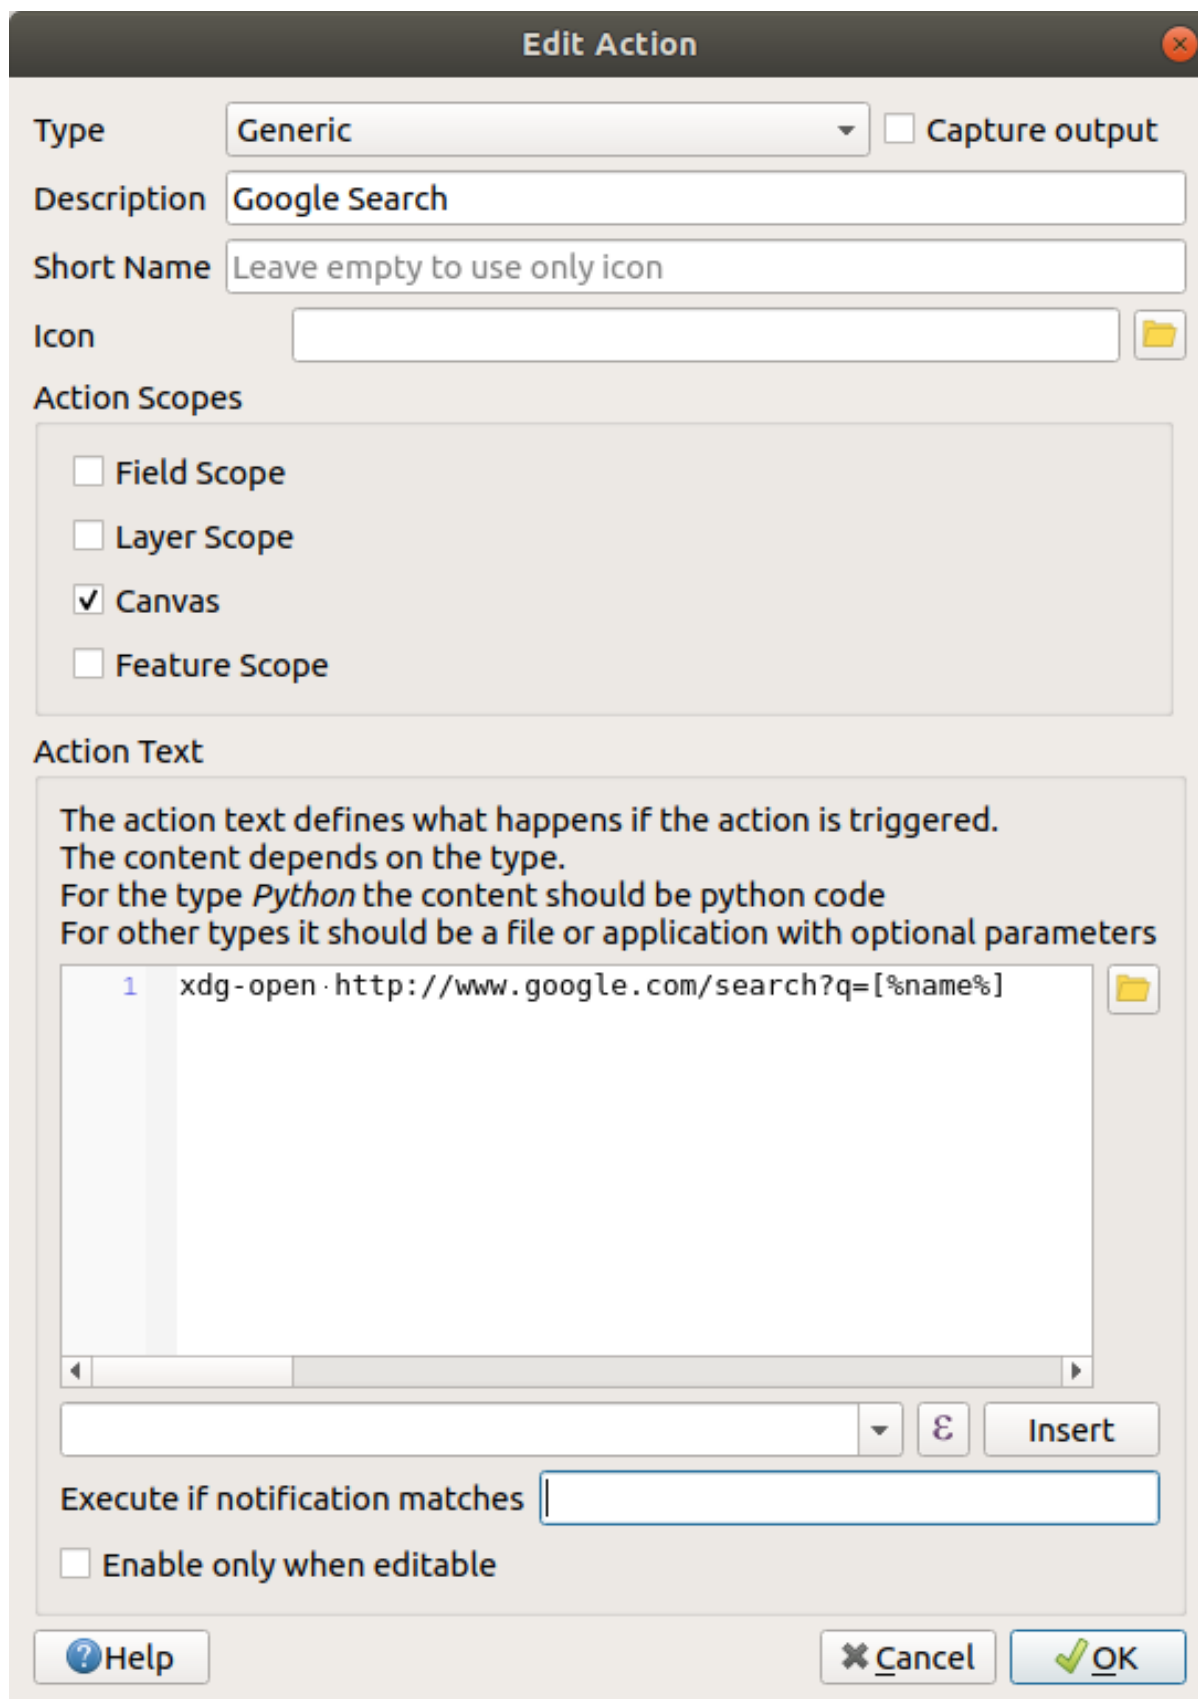 Edit Action
Type Generic Capture output
Description Google Search
Short Name Leave empty to use only icon
Icon
Action Scopes
Field Scope
Layer Scope
Canvas
Feature Scope
Action Text
The action text defines what happens if the action is triggered.
The content depends on the type.
For the type Python the content should be python code
For other types it should be a file or application with optional parameters
1 xdg-open·http://www.google.com/search?q=[%name%]
ε Insert
Execute if notification matches
Enable only when editable
Help Cancel OK